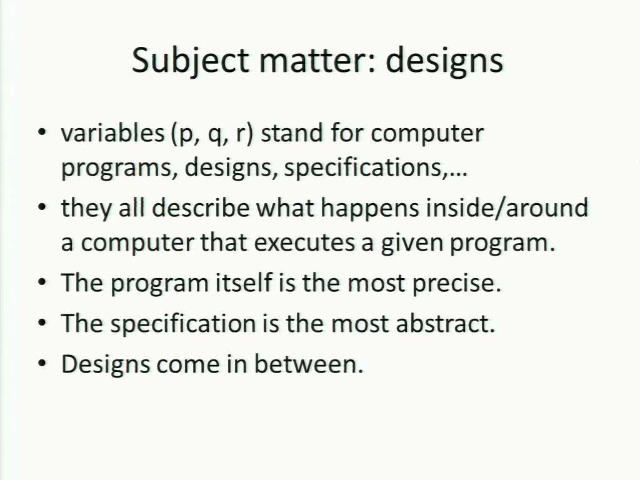 Subject matter: designs
• variables (p, q, r) stand for computer
programs, designs, specifications,...
• they all describe what happens inside/around
a computer that executes a given program.
• The program itself is the most precise.
• The specification is the most abstract.
• Designs come in between.